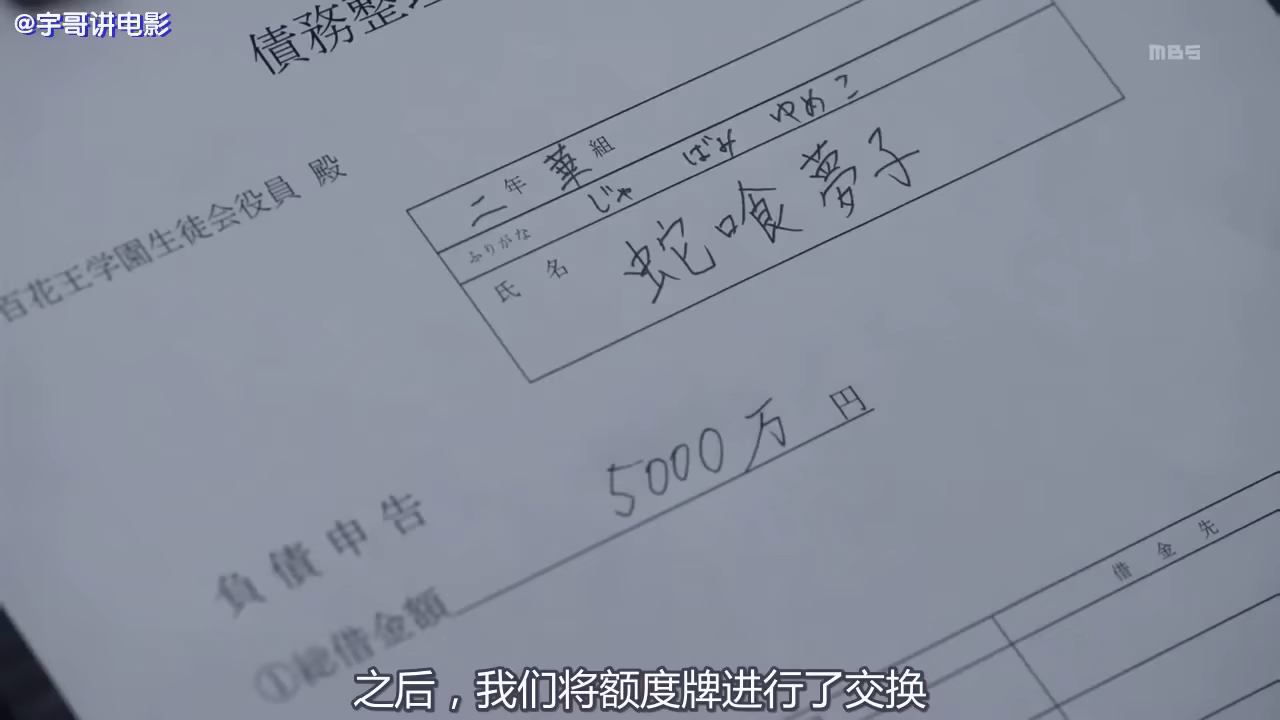 @宇哥讲电影
MBS
債務整理
百花王学園生徒会役員 殿
二年 華 組
ふりがな じゃ ばみ ゆめこ
氏 名 蛇喰夢子
負債申告
①総借金額 5000万 円
借 金 先
之后，我们将额度牌进行了交换